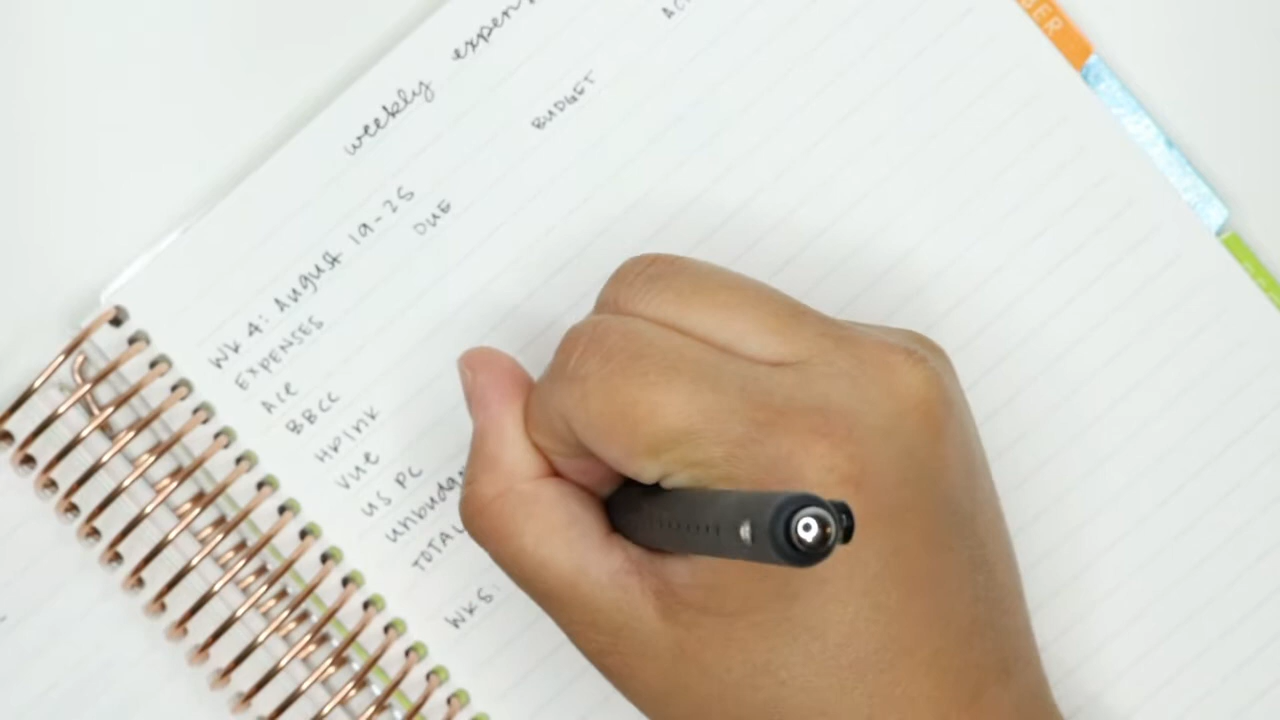 BER
weekly expen
BUDGET
Wk 4: August 19-25
EXPENSES DUE
Ace
BBCC
HPInk
Vue
US PC
unbudg
TOTAL
Wk 5: